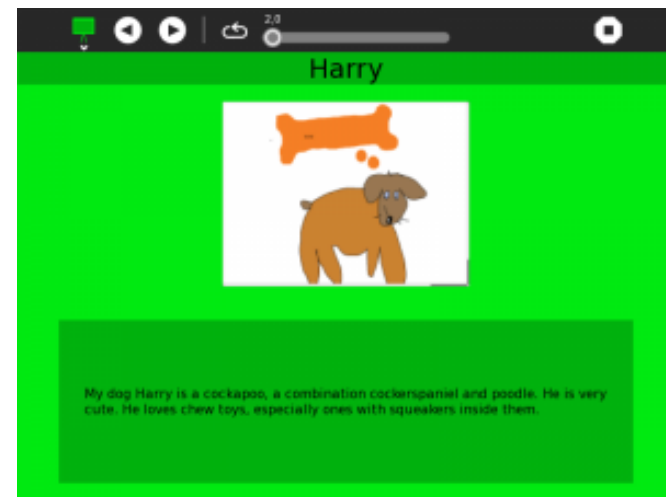 2,0
Harry
My dog Harry is a cockapoo, a combination cockerspaniel and poodle. He is very
cute. He loves chew toys, especially ones with squeakers inside them.